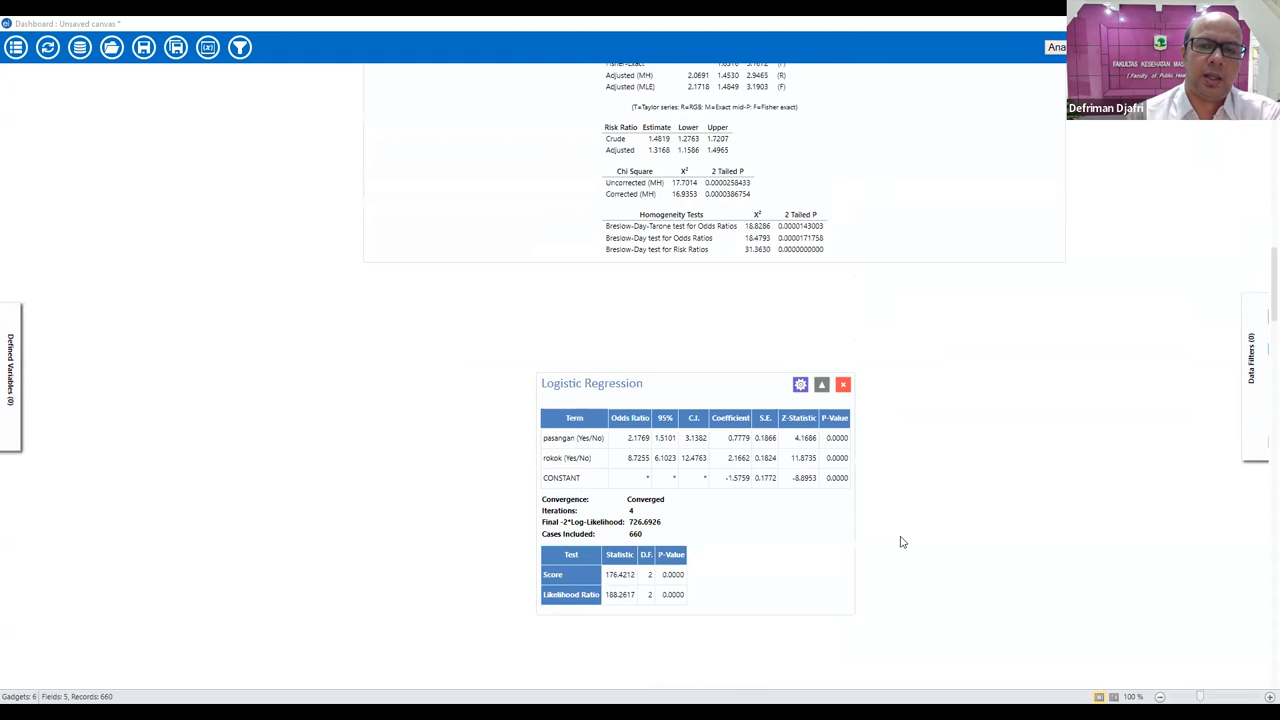 Dashboard : Unsaved canvas *
Ana
FAKULTAS KESEHATAN MAS
(Faculty of Public Heal
Defriman Djafri
Fisher-Exact
Adjusted (MH) 2.0691 1.4530 2.9465 (R)
Adjusted (MLE) 2.1718 1.4849 3.1903 (F)
(T=Taylor series; R=RGB; M=Exact mid-P; F=Fisher exact)
Risk Ratio Estimate Lower Upper
Crude 1.4819 1.2763 1.7207
Adjusted 1.3168 1.1586 1.4965
Chi Square X² 2 Tailed P
Uncorrected (MH) 17.7014 0.0000258433
Corrected (MH) 16.9353 0.0000386754
Homogeneity Tests X² 2 Tailed P
Breslow-Day-Tarone test for Odds Ratios 18.8286 0.0000143003
Breslow-Day test for Odds Ratios 18.4793 0.0000171758
Breslow-Day test for Risk Ratios 31.3630 0.0000000000
Defined Variables (0)
Data Filters (0)
Logistic Regression
Term Odds Ratio 95% C.I. Coefficient S.E. Z-Statistic P-Value
pasangan (Yes/No) 2.1769 1.5101 3.1382 0.7779 0.1866 4.1686 0.0000
rokok (Yes/No) 8.7255 6.1023 12.4763 2.1662 0.1824 11.8735 0.0000
CONSTANT * * * -1.5759 0.1772 -8.8953 0.0000
Convergence: Converged
Iterations: 4
Final -2*Log-Likelihood: 726.6926
Cases Included: 660
Test Statistic D.F. P-Value
Score 176.4212 2 0.0000
Likelihood Ratio 188.2617 2 0.0000
Gadgets: 6 Fields: 5, Records: 660
100 %